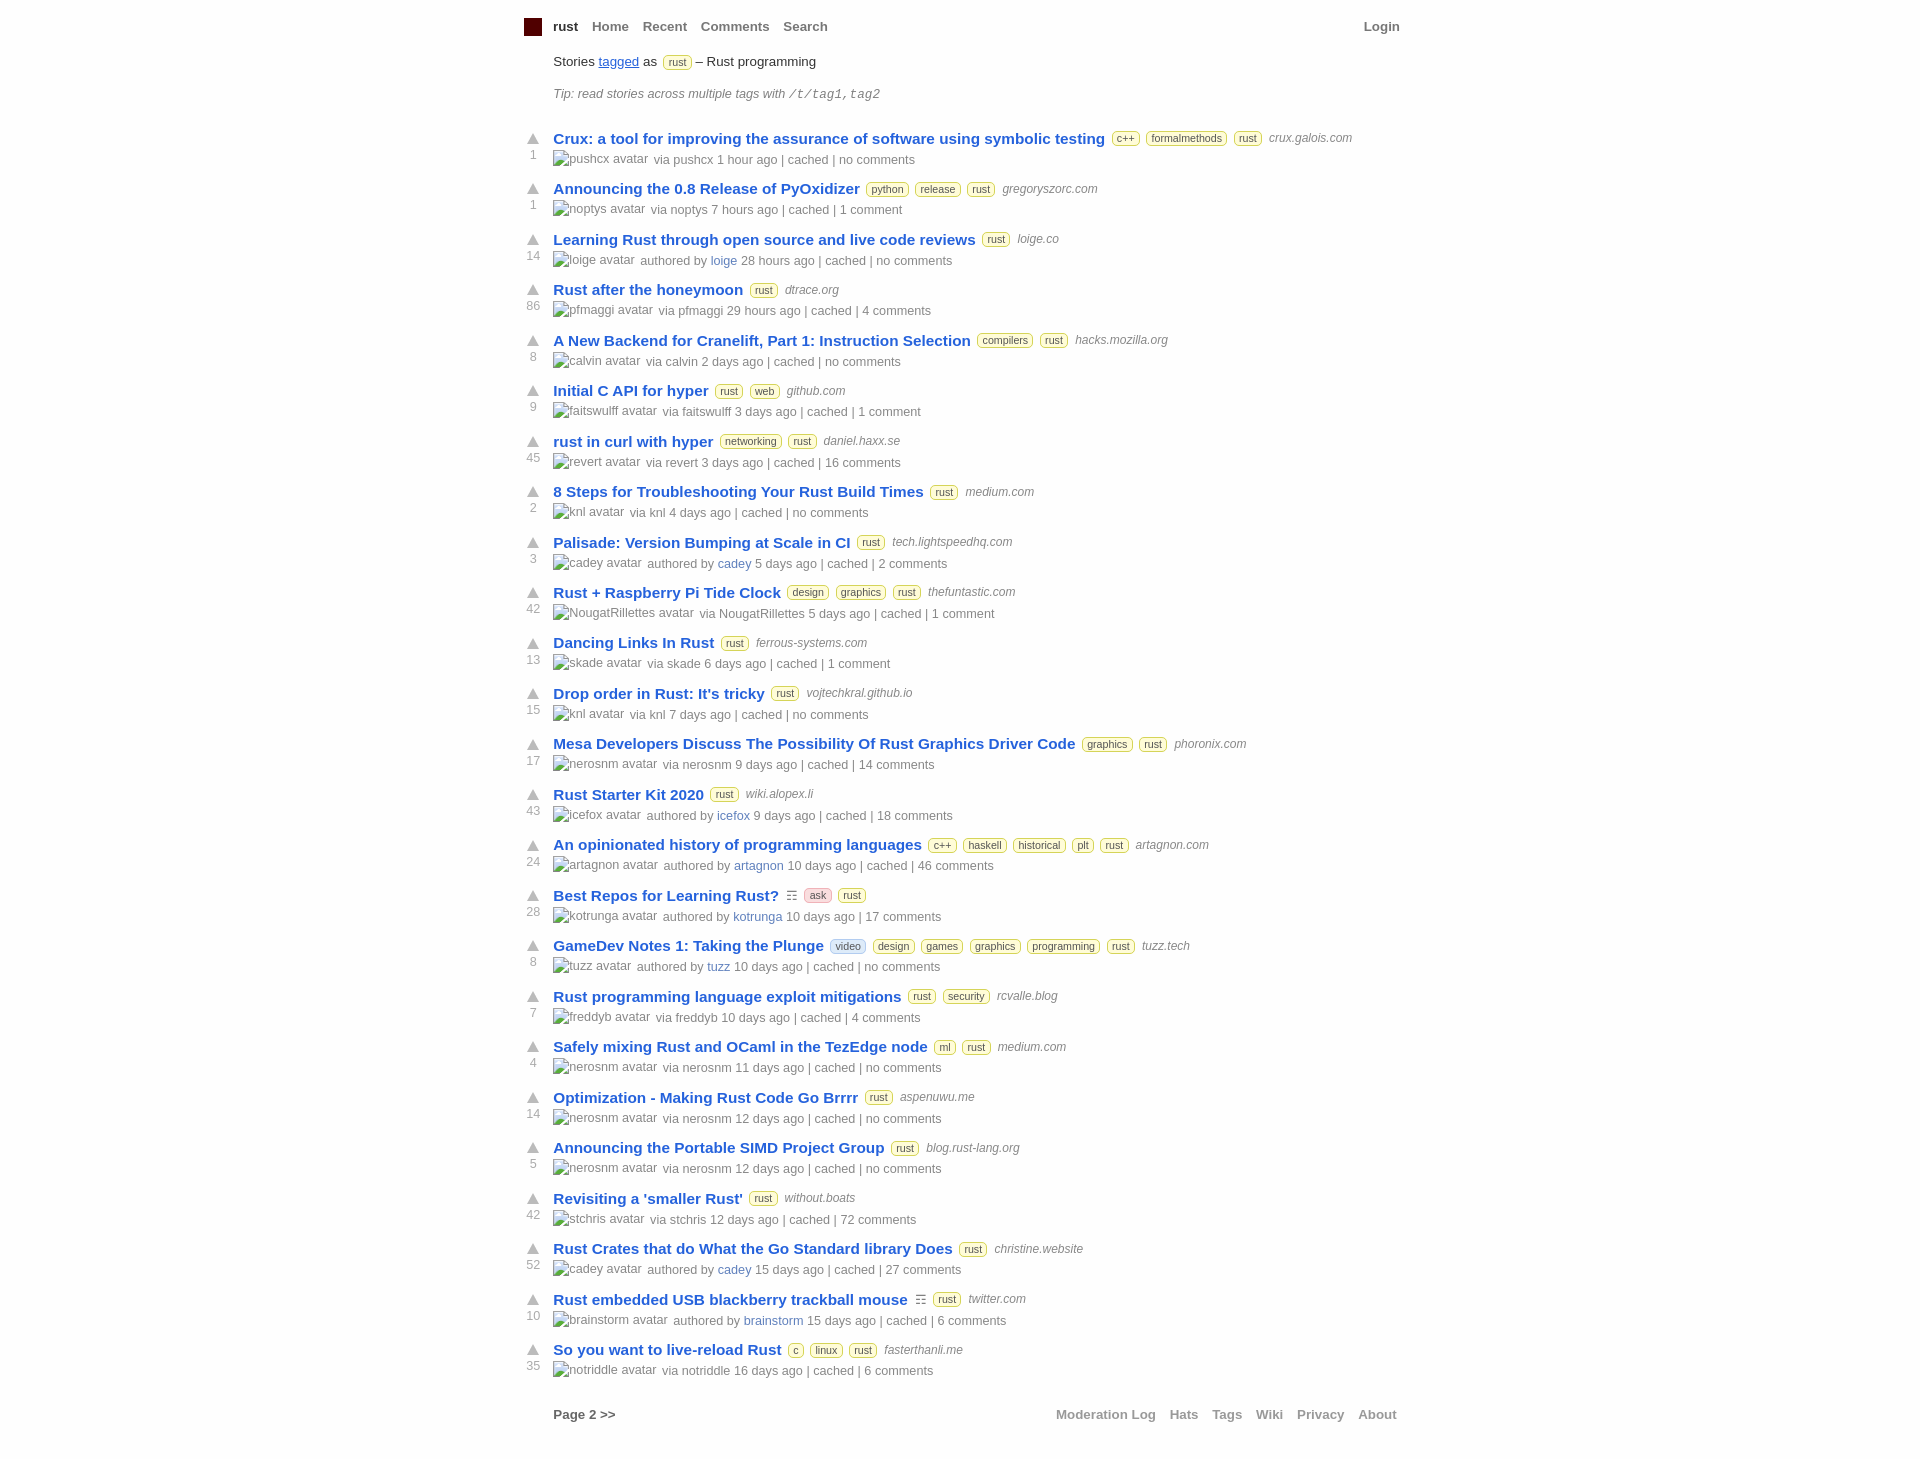 rust Home Recent Comments Search Login
Stories tagged as rust – Rust programming
Tip: read stories across multiple tags with /t/tag1,tag2
Crux: a tool for improving the assurance of software using symbolic testing c++ formalmethods rust crux.galois.com
1 pushcx avatar via pushcx 1 hour ago | cached | no comments
Announcing the 0.8 Release of PyOxidizer python release rust gregoryszorc.com
1 noptys avatar via noptys 7 hours ago | cached | 1 comment
Learning Rust through open source and live code reviews rust loige.co
14 loige avatar authored by loige 28 hours ago | cached | no comments
Rust after the honeymoon rust dtrace.org
86 pfmaggi avatar via pfmaggi 29 hours ago | cached | 4 comments
A New Backend for Cranelift, Part 1: Instruction Selection compilers rust hacks.mozilla.org
8 calvin avatar via calvin 2 days ago | cached | no comments
Initial C API for hyper rust web github.com
9 faitswulff avatar via faitswulff 3 days ago | cached | 1 comment
rust in curl with hyper networking rust daniel.haxx.se
45 revert avatar via revert 3 days ago | cached | 16 comments
8 Steps for Troubleshooting Your Rust Build Times rust medium.com
2 knl avatar via knl 4 days ago | cached | no comments
Palisade: Version Bumping at Scale in CI rust tech.lightspeedhq.com
3 cadey avatar authored by cadey 5 days ago | cached | 2 comments
Rust + Raspberry Pi Tide Clock design graphics rust thefuntastic.com
42 NougatRillettes avatar via NougatRillettes 5 days ago | cached | 1 comment
Dancing Links In Rust rust ferrous-systems.com
13 skade avatar via skade 6 days ago | cached | 1 comment
Drop order in Rust: It's tricky rust vojtechkral.github.io
15 knl avatar via knl 7 days ago | cached | no comments
Mesa Developers Discuss The Possibility Of Rust Graphics Driver Code graphics rust phoronix.com
17 nerosnm avatar via nerosnm 9 days ago | cached | 14 comments
Rust Starter Kit 2020 rust wiki.alopex.li
43 icefox avatar authored by icefox 9 days ago | cached | 18 comments
An opinionated history of programming languages c++ haskell historical plt rust artagnon.com
24 artagnon avatar authored by artagnon 10 days ago | cached | 46 comments
Best Repos for Learning Rust? ☶ ask rust
28 kotrunga avatar authored by kotrunga 10 days ago | 17 comments
GameDev Notes 1: Taking the Plunge video design games graphics programming rust tuzz.tech
8 tuzz avatar authored by tuzz 10 days ago | cached | no comments
Rust programming language exploit mitigations rust security rcvalle.blog
7 freddyb avatar via freddyb 10 days ago | cached | 4 comments
Safely mixing Rust and OCaml in the TezEdge node ml rust medium.com
4 nerosnm avatar via nerosnm 11 days ago | cached | no comments
Optimization - Making Rust Code Go Brrrr rust aspenuwu.me
14 nerosnm avatar via nerosnm 12 days ago | cached | no comments
Announcing the Portable SIMD Project Group rust blog.rust-lang.org
5 nerosnm avatar via nerosnm 12 days ago | cached | no comments
Revisiting a 'smaller Rust' rust without.boats
42 stchris avatar via stchris 12 days ago | cached | 72 comments
Rust Crates that do What the Go Standard library Does rust christine.website
52 cadey avatar authored by cadey 15 days ago | cached | 27 comments
Rust embedded USB blackberry trackball mouse ☶ rust twitter.com
10 brainstorm avatar authored by brainstorm 15 days ago | cached | 6 comments
So you want to live-reload Rust c linux rust fasterthanli.me
35 notriddle avatar via notriddle 16 days ago | cached | 6 comments
Page 2 >> Moderation Log Hats Tags Wiki Privacy About